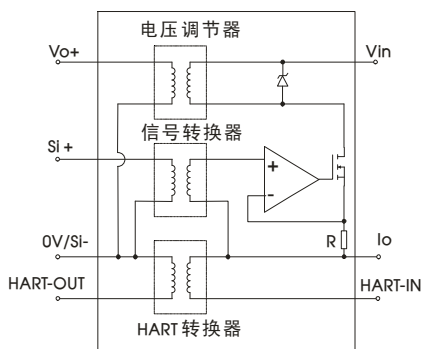 电压调节器
Vo+
Vin
信号转换器
Si+
+
-
R
0V/Si-
Io
HART-OUT
HART-IN
HART转换器